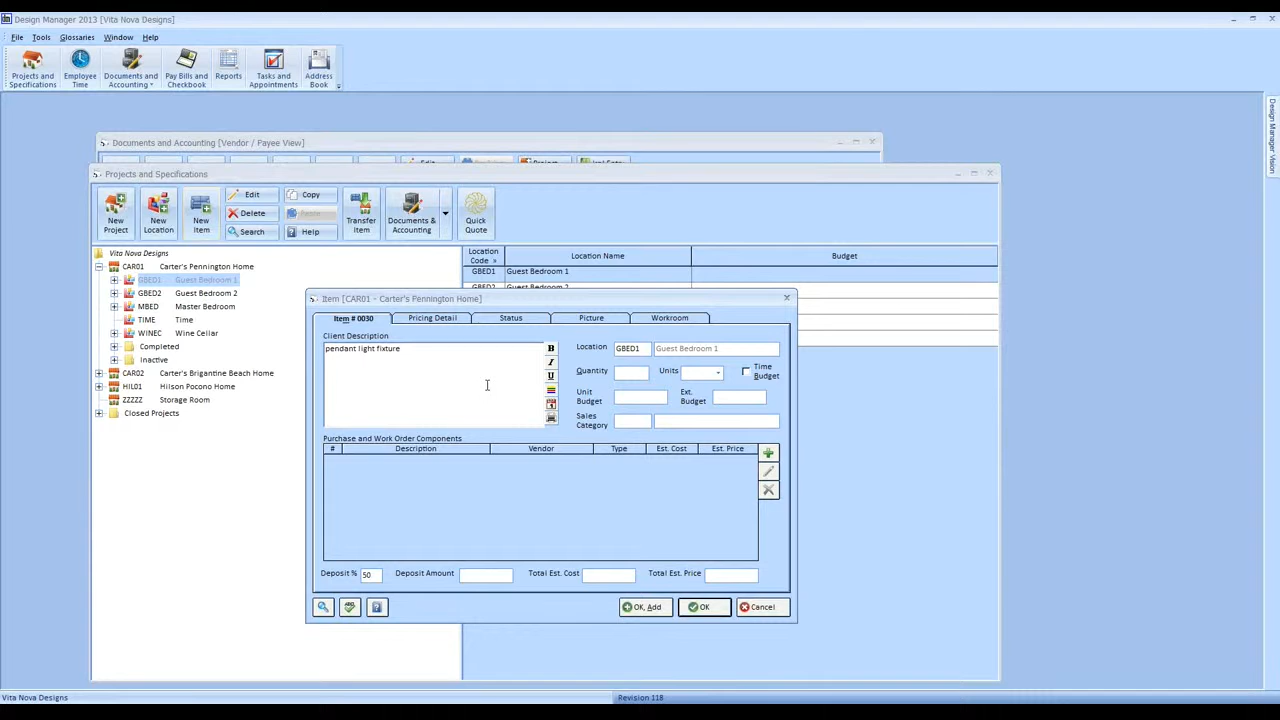 Design Manager 2013 [Vita Nova Designs]
File Tools Glossaries Window Help
Projects and Specifications
Employee Time
Documents and Accounting
Pay Bills and Checkbook
Reports
Tasks and Appointments
Address Book
Design Manager Vision
Documents and Accounting [Vendor / Payee View]
Projects and Specifications
New Project
New Location
New Item
Edit
Delete
Search
Copy
Help
Transfer Item
Documents & Accounting
Quick Quote
Vita Nova Designs
CAR01 Carter's Pennington Home
GBED1 Guest Bedroom 1
GBED2 Guest Bedroom 2
MBED Master Bedroom
TIME Time
WINEC Wine Cellar
Completed
Inactive
CAR02 Carter's Brigantine Beach Home
HIL01 Hilson Pocono Home
ZZZZZ Storage Room
Closed Projects
Location Code Location Name Budget
GBED1 Guest Bedroom 1
GBED2 Guest Bedroom 2
Item [CAR01 - Carter's Pennington Home]
Item # 0030 Pricing Detail Status Picture Workroom
Client Description
pendant light fixture
B
I
U
Location GBED1 Guest Bedroom 1
Quantity Units Time Budget
Unit Budget Ext. Budget
Sales Category
Purchase and Work Order Components
# Description Vendor Type Est. Cost Est. Price
Deposit % 50 Deposit Amount Total Est. Cost Total Est. Price
OK, Add OK Cancel
Vita Nova Designs Revision 118